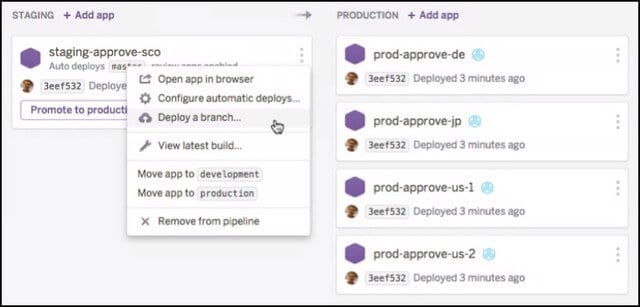 STAGING + Add app
staging-approve-sco
Auto deploys master review apps enabled
3eef532 Deploye
Promote to producti
Open app in browser
Configure automatic deploys...
Deploy a branch...
View latest build...
Move app to development
Move app to production
Remove from pipeline
PRODUCTION + Add app
prod-approve-de
3eef532 Deployed 3 minutes ago
prod-approve-jp
3eef532 Deployed 3 minutes ago
prod-approve-us-1
3eef532 Deployed 3 minutes ago
prod-approve-us-2
3eef532 Deployed 3 minutes ago